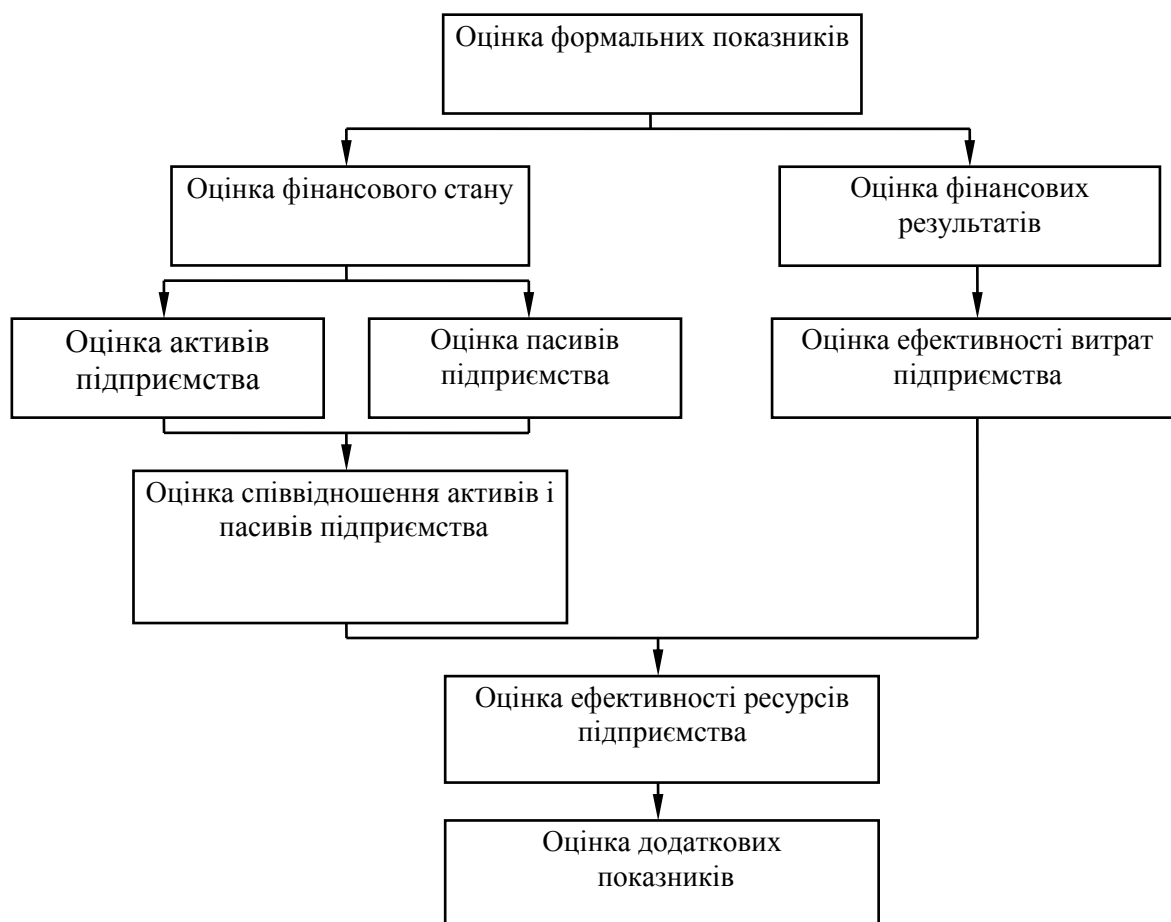 Оцінка формальних показників
Оцінка фінансового стану
Оцінка фінансових
результатів
Оцінка активів
підприємства
Оцінка пасивів
підприємства
Оцінка ефективності витрат
підприємства
Оцінка співвідношення активів і
пасивів підприємства
Оцінка ефективності ресурсів
підприємства
Оцінка додаткових
показників